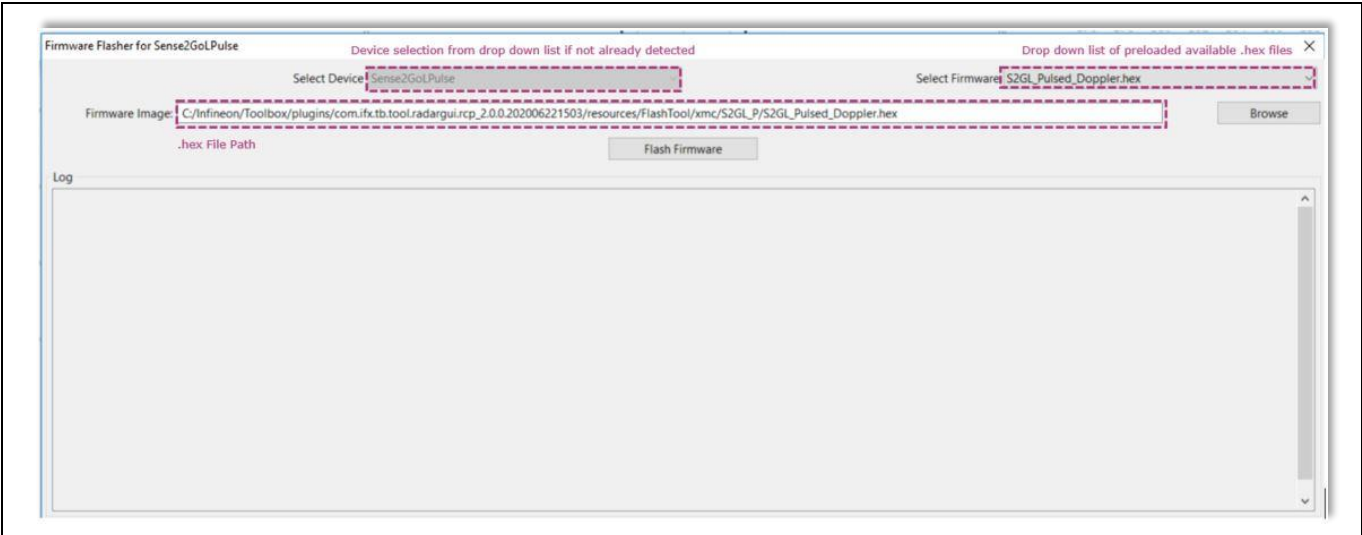 Firmware Flasher for Sense2GoLPulse
Device selection from drop down list if not already detected
Drop down list of preloaded available .hex files
Select Device
Sense2GoLPulse
Select Firmware
S2GL_Pulsed_Doppler.hex
Firmware Image:
C:/Infineon/Toolbox/plugins/com.ifx.tb.tool.radargui.rcp_2.0.0.202006221503/resources/FlashTool/xmc/S2GL_P/S2GL_Pulsed_Doppler.hex
Browse
.hex File Path
Flash Firmware
Log